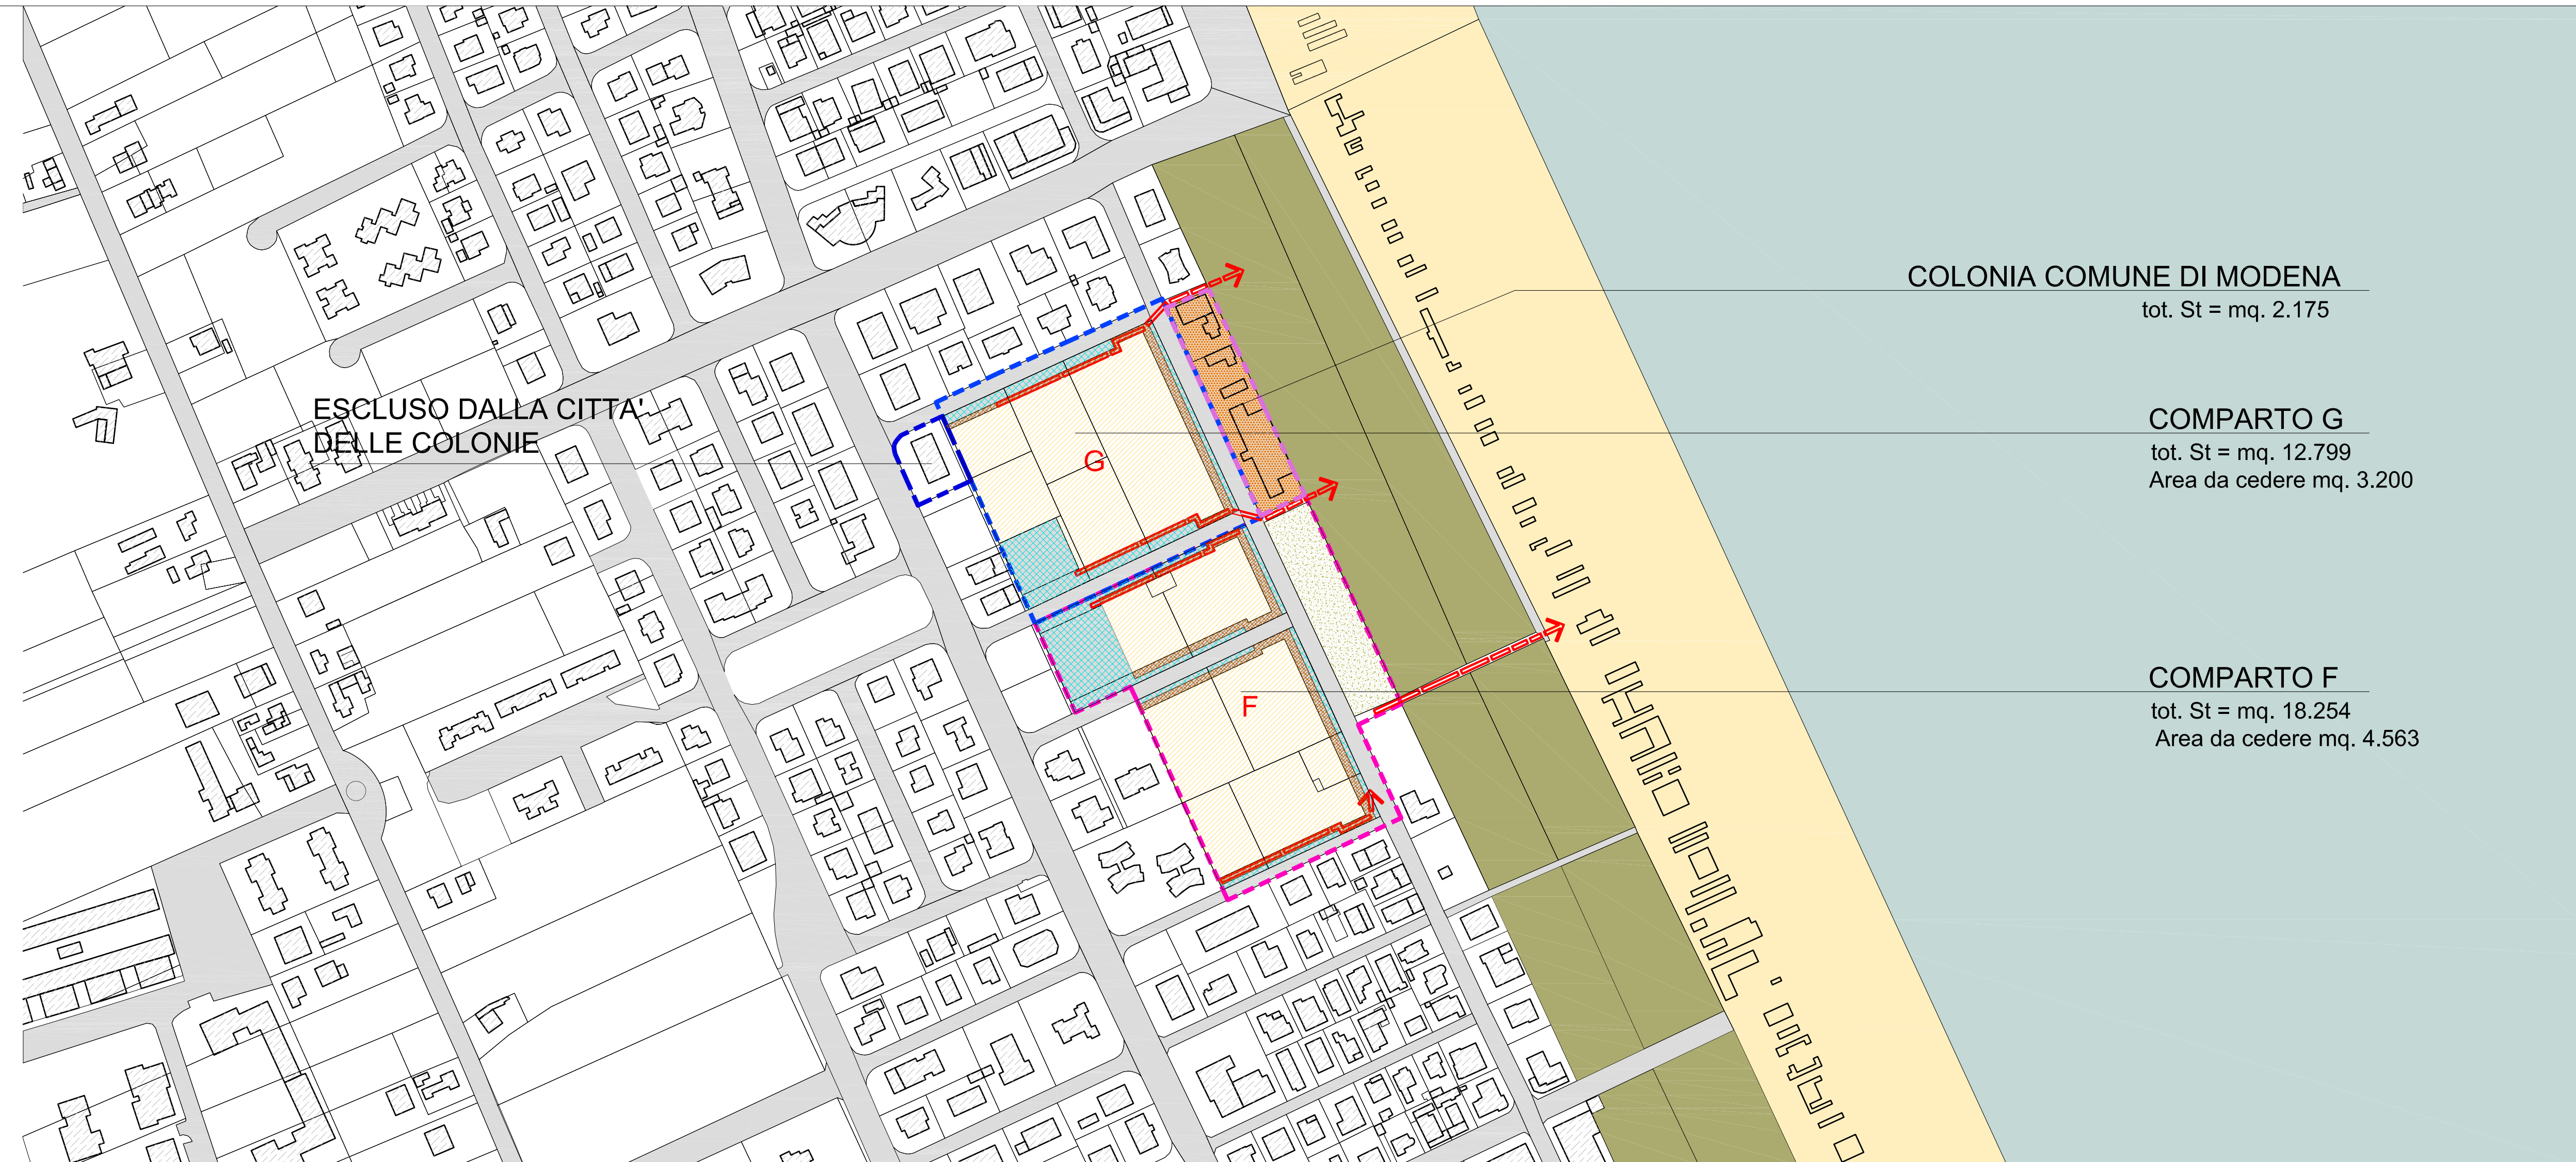 COLONIA COMUNE DI MODENA
tot. St = mq. 2.175
ESCLUSO DALLA CITTA'
DELLE COLONIE
COMPARTO G
tot. St = mq. 12.799
Area da cedere mq. 3.200
G
COMPARTO F
tot. St = mq. 18.254
Area da cedere mq. 4.563
F